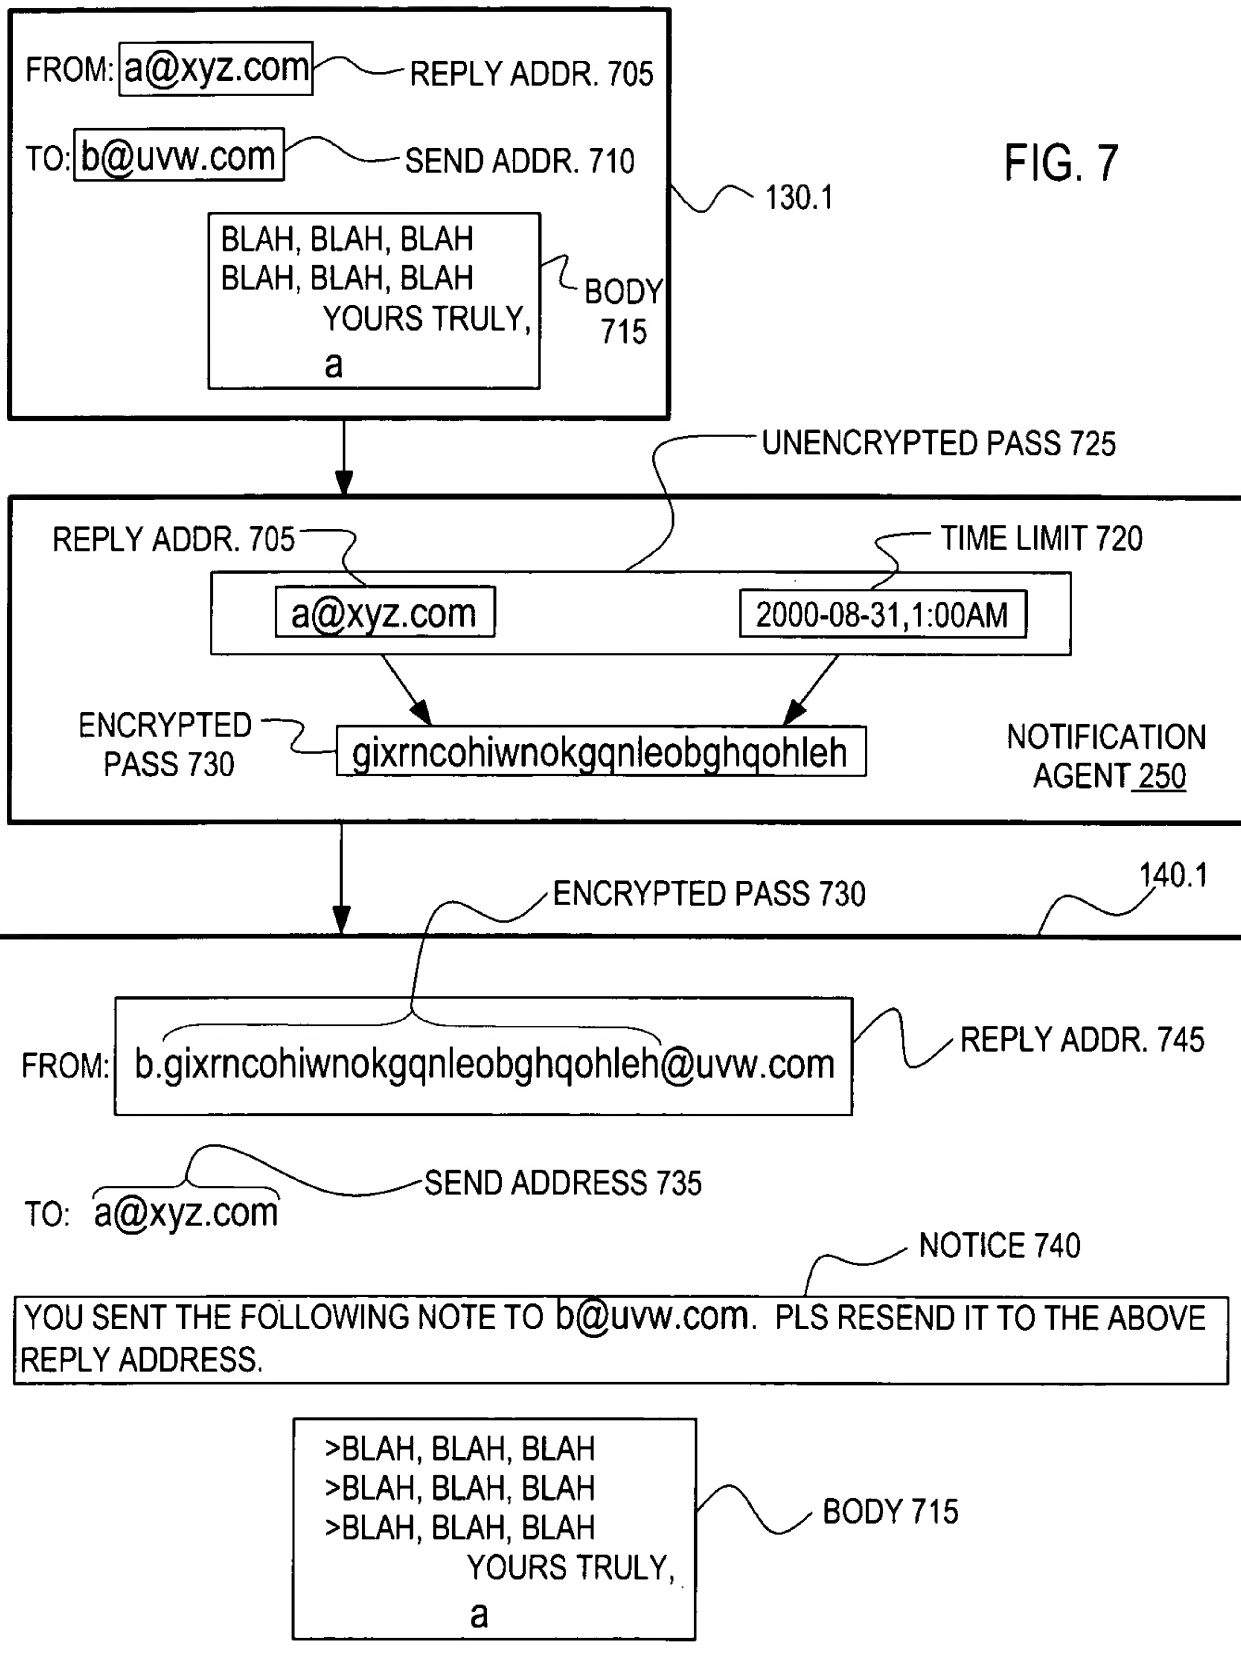 FROM: a@xyz.com REPLY ADDR. 705
TO: b@uvw.com SEND ADDR. 710
FIG. 7
130.1
BLAH, BLAH, BLAH
BLAH, BLAH, BLAH
YOURS TRULY,
a
BODY
715
UNENCRYPTED PASS 725
REPLY ADDR. 705
TIME LIMIT 720
a@xyz.com
2000-08-31,1:00AM
ENCRYPTED
PASS 730
gixrncohiwnokgqnleobghqohleh
NOTIFICATION
AGENT 250
140.1
ENCRYPTED PASS 730
FROM: b.gixrncohiwnokgqnleobghqohleh@uvw.com
REPLY ADDR. 745
SEND ADDRESS 735
TO: a@xyz.com
NOTICE 740
YOU SENT THE FOLLOWING NOTE TO b@uvw.com. PLS RESEND IT TO THE ABOVE
REPLY ADDRESS.
>BLAH, BLAH, BLAH
>BLAH, BLAH, BLAH
>BLAH, BLAH, BLAH
YOURS TRULY,
a
BODY 715